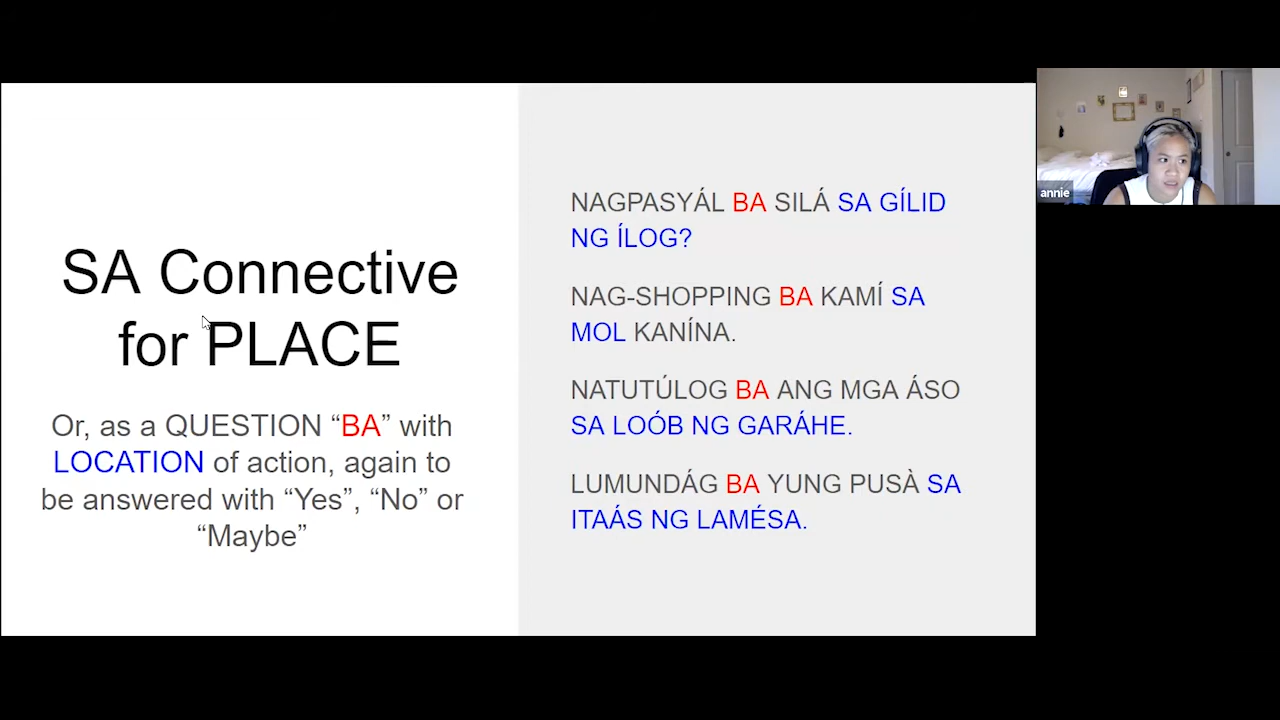 SA Connective
for PLACE
Or, as a QUESTION “BA” with
LOCATION of action, again to
be answered with “Yes”, “No” or
“Maybe”
NAGPASYÁL BA SILÁ SA GÍLID
NG ÍLOG?
NAG-SHOPPING BA KAMÍ SA
MOL KANÍNA.
NATUTÚLOG BA ANG MGA ÁSO
SA LOÓB NG GARÁHE.
LUMUNDÁG BA YUNG PUSÀ SA
ITAÁS NG LAMÉSA.
annie